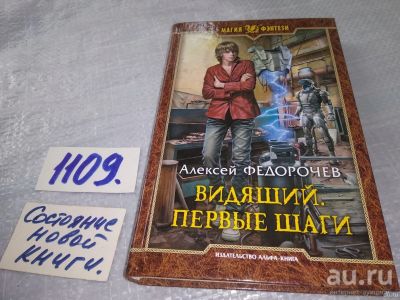 МАГИЯ ФЭНТЕЗИ
Алексей ФЕДОРОЧЕВ
ВИДЯЩИЙ.
ПЕРВЫЕ ШАГИ
ИЗДАТЕЛЬСТВО АЛЬФА-КНИГА
1109.
Состояние
новой
книги.
au.ru